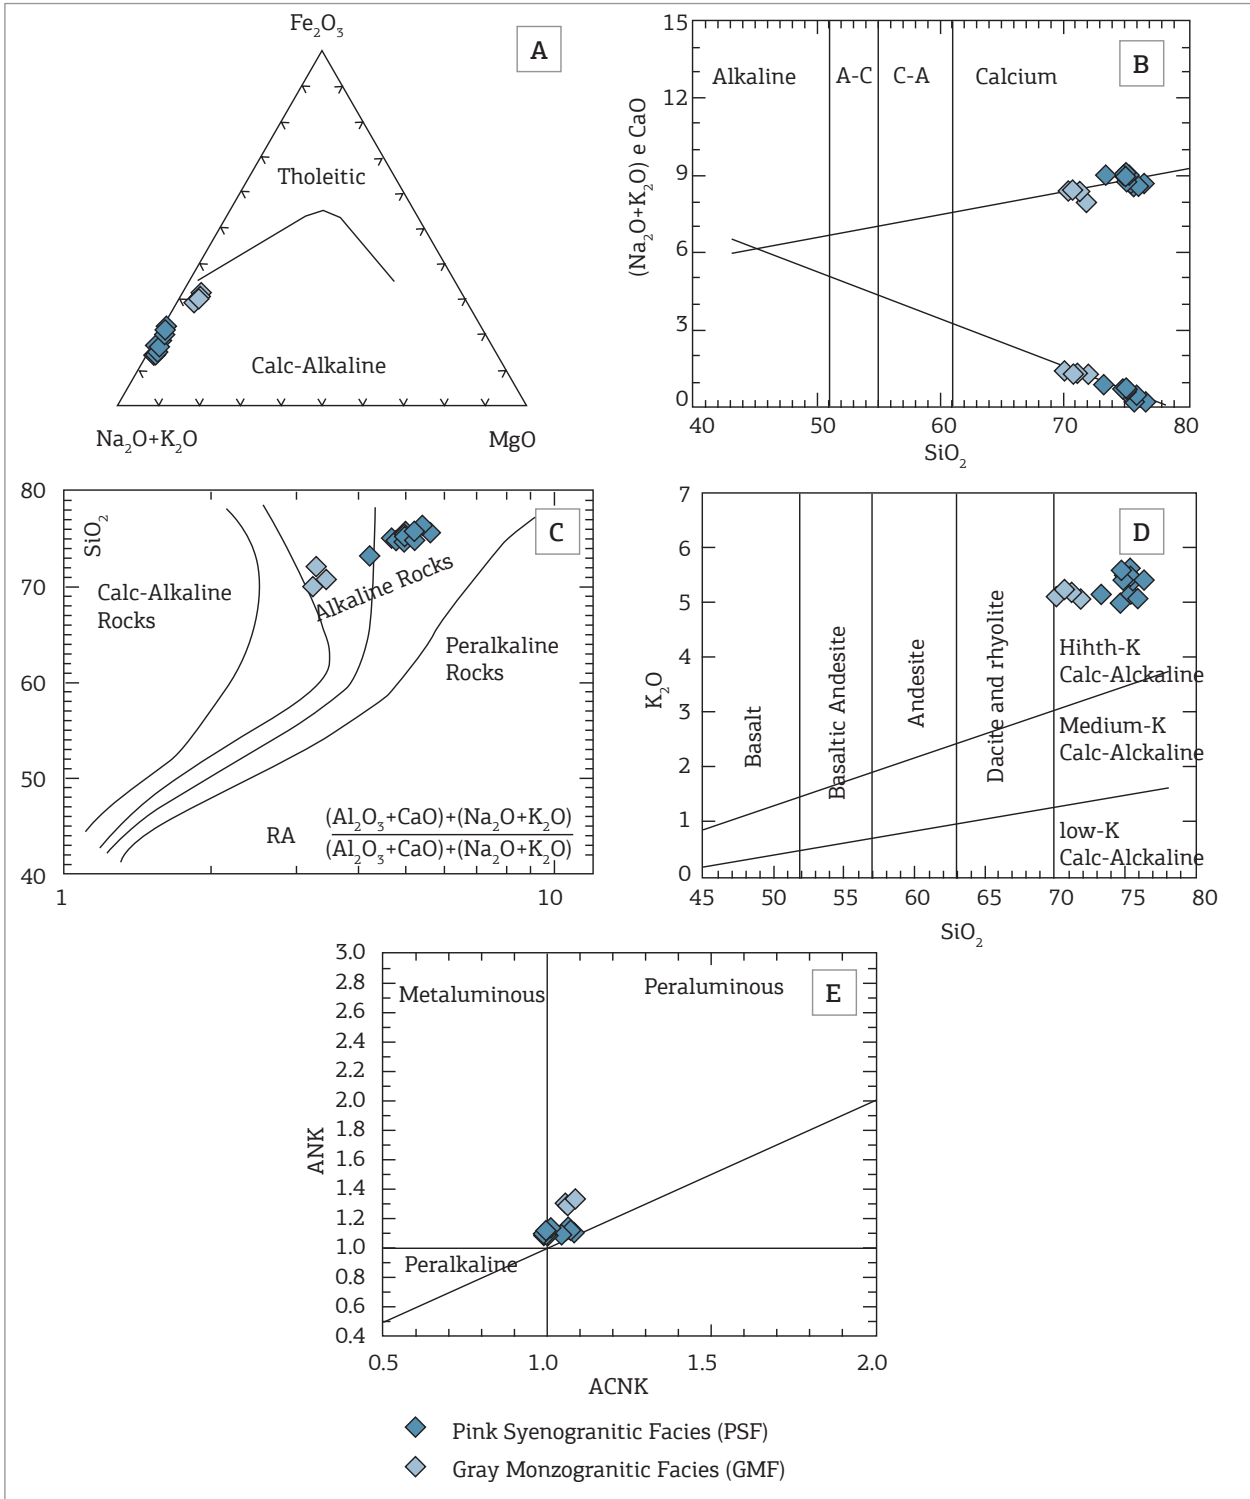 Fe₂O₃
A
Tholeitic
Calc-Alkaline
Na₂O+K₂O
MgO
15
12
9
6
3
0
(Na₂O+K₂O) e CaO
Alkaline
A-C
C-A
Calcium
B
40
50
60
70
80
SiO₂
80
70
60
50
40
SiO₂
C
Calc-Alkaline
Rocks
Alkaline Rocks
Peralkaline
Rocks
RA
(Al₂O₃+CaO)+(Na₂O+K₂O)
(Al₂O₃+CaO)+(Na₂O+K₂O)
1
10
7
6
5
4
3
2
1
0
K₂O
D
Basalt
Basaltic Andesite
Andesite
Dacite and rhyolite
Hihth-K
Calc-Alckaline
Medium-K
Calc-Alckaline
low-K
Calc-Alckaline
45
50
55
60
65
70
75
80
SiO₂
3.0
2.8
2.6
2.4
2.2
2.0
1.8
1.6
1.4
1.2
1.0
0.8
0.6
0.4
ANK
Metaluminous
Peraluminous
E
Peralkaline
0.5
1.0
1.5
2.0
ACNK
Pink Syenogranitic Facies (PSF)
Gray Monzogranitic Facies (GMF)